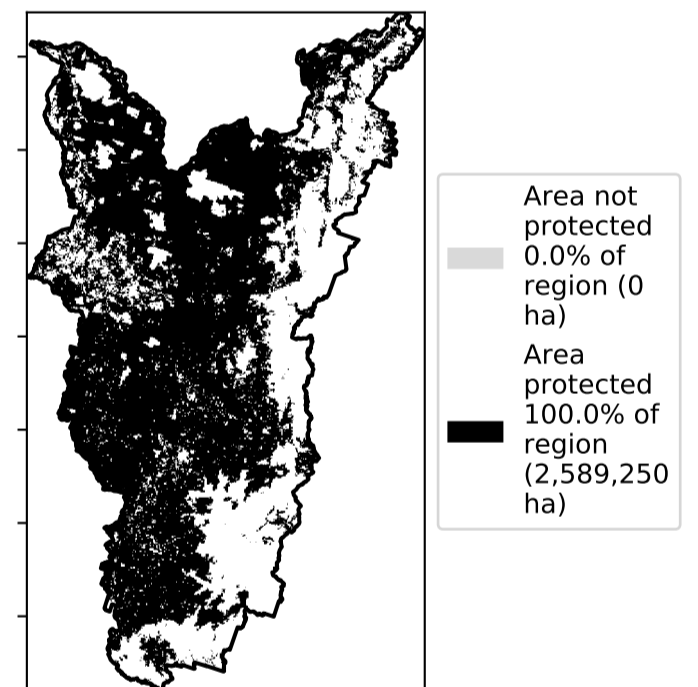 Area not
protected
0.0% of
region (0
ha)
Area
protected
100.0% of
region
(2,589,250
ha)